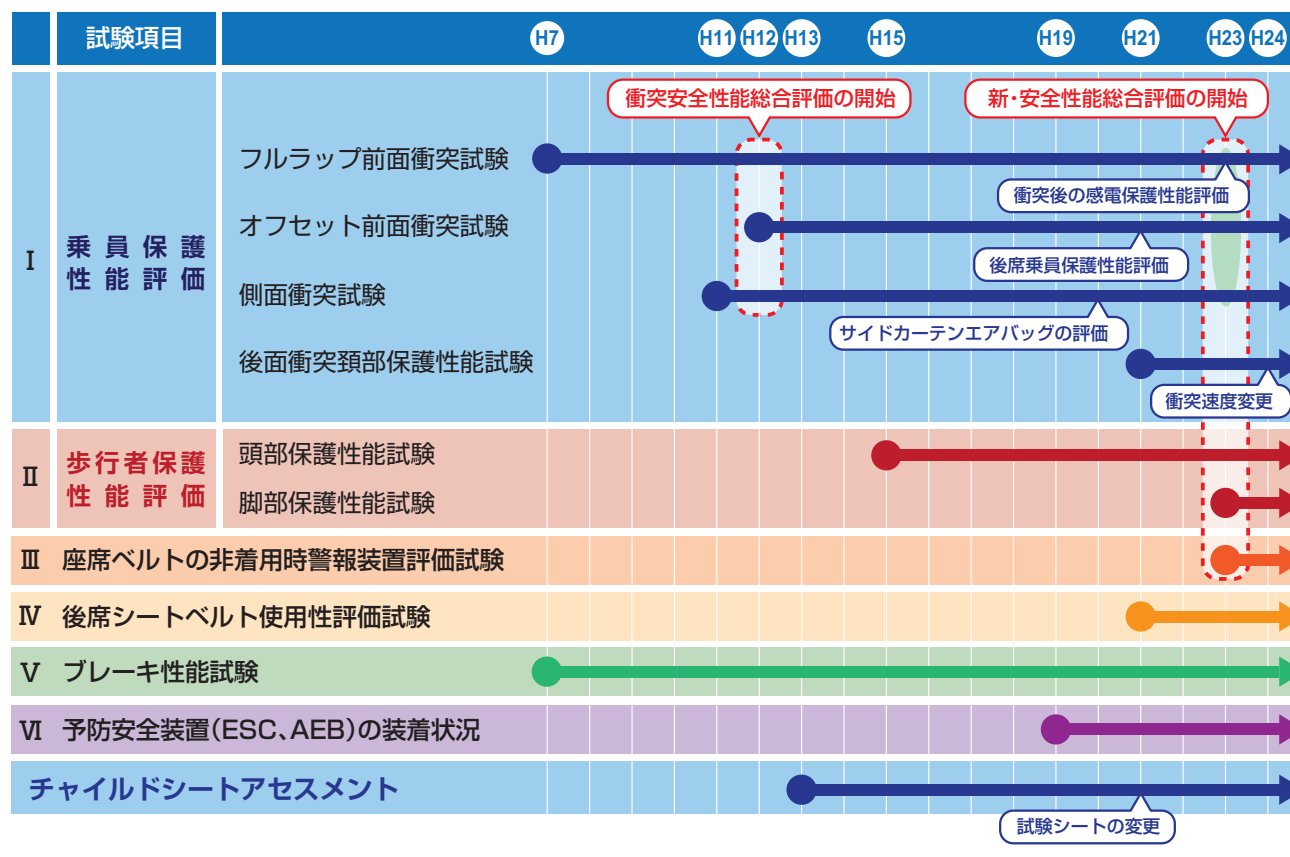 試験項目 H7 H11 H12 H13 H15 H19 H21 H23 H24
衝突安全性能総合評価の開始 新・安全性能総合評価の開始
Ⅰ 乗員保護
性能評価
フルラップ前面衝突試験
衝突後の感電保護性能評価
オフセット前面衝突試験
後席乗員保護性能評価
側面衝突試験
サイドカーテンエアバッグの評価
後面衝突頚部保護性能試験
衝突速度変更
Ⅱ 歩行者保護
性能評価
頭部保護性能試験
脚部保護性能試験
Ⅲ 座席ベルトの非着用時警報装置評価試験
Ⅳ 後席シートベルト使用性評価試験
Ⅴ ブレーキ性能試験
Ⅵ 予防安全装置(ESC、AEB)の装着状況
チャイルドシートアセスメント
試験シートの変更